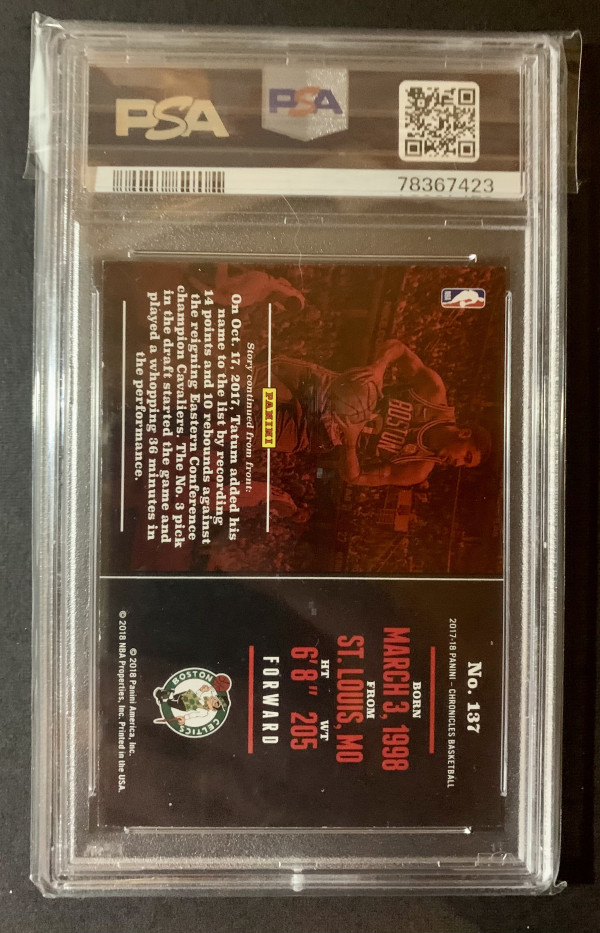 PSA
PSA
78367423
Story continued from front:
On Oct. 17, 2017, Tatum added his
name to the list by recording
14 points and 10 rebounds against
the reigning Eastern Conference
champion Cavaliers. The No. 3 pick
in the draft started the game and
played a whopping 36 minutes in
the performance.
PANINI
BOSTON
No. 137
2017-18 PANINI – CHRONICLES BASKETBALL
BORN
MARCH 3, 1998
FROM
ST. LOUIS, MO
HT WT
6'8" 205
FORWARD
BOSTON
CELTICS
© 2018 Panini America, Inc.
© 2018 NBA Properties, Inc. Printed in the USA.